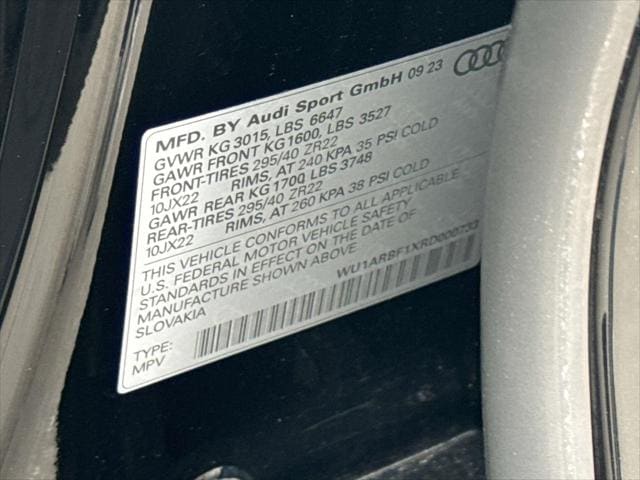 MFD. BY Audi Sport GmbH 09 23
GVWR KG 3015, LBS 6647
GAWR FRONT KG1600, LBS 3527
FRONT-TIRES 295/40 ZR22
10JX22 RIMS, AT 240 KPA 35 PSI COLD
GAWR REAR KG 1700, LBS 3748
REAR-TIRES 295/40 ZR22
10JX22 RIMS, AT 260 KPA 38 PSI COLD
THIS VEHICLE CONFORMS TO ALL APPLICABLE
U.S. FEDERAL MOTOR VEHICLE SAFETY
STANDARDS IN EFFECT ON THE DATE OF
MANUFACTURE SHOWN ABOVE
SLOVAKIA WU1ARBF1XRD000733
TYPE:
MPV